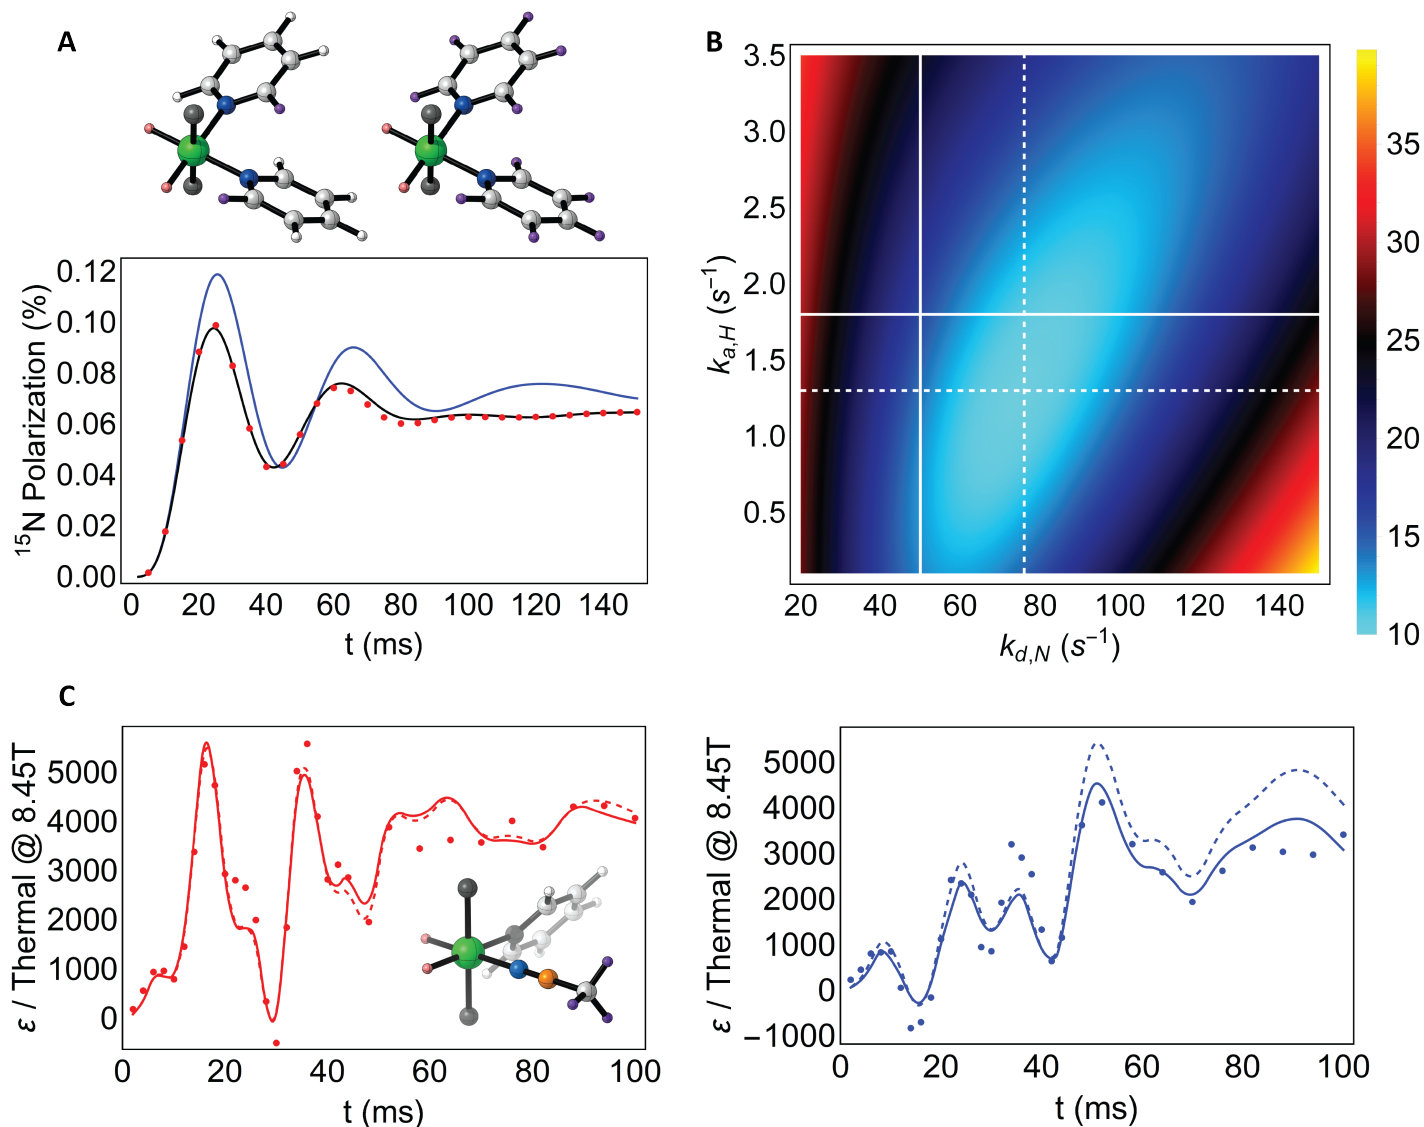 A
0.12
0.10
0.08
0.06
0.04
0.02
0.00
15N Polarization (%)
0 20 40 60 80 100 120 140
t (ms)
B
3.5
3.0
2.5
2.0
1.5
1.0
0.5
k_{a,H} (s^{−1})
20 40 60 80 100 120 140
k_{d,N} (s^{−1})
35
30
25
20
15
10
C
5000
4000
3000
2000
1000
0
ε / Thermal @ 8.45T
0 20 40 60 80 100
t (ms)
5000
4000
3000
2000
1000
0
−1000
ε / Thermal @ 8.45T
0 20 40 60 80 100
t (ms)